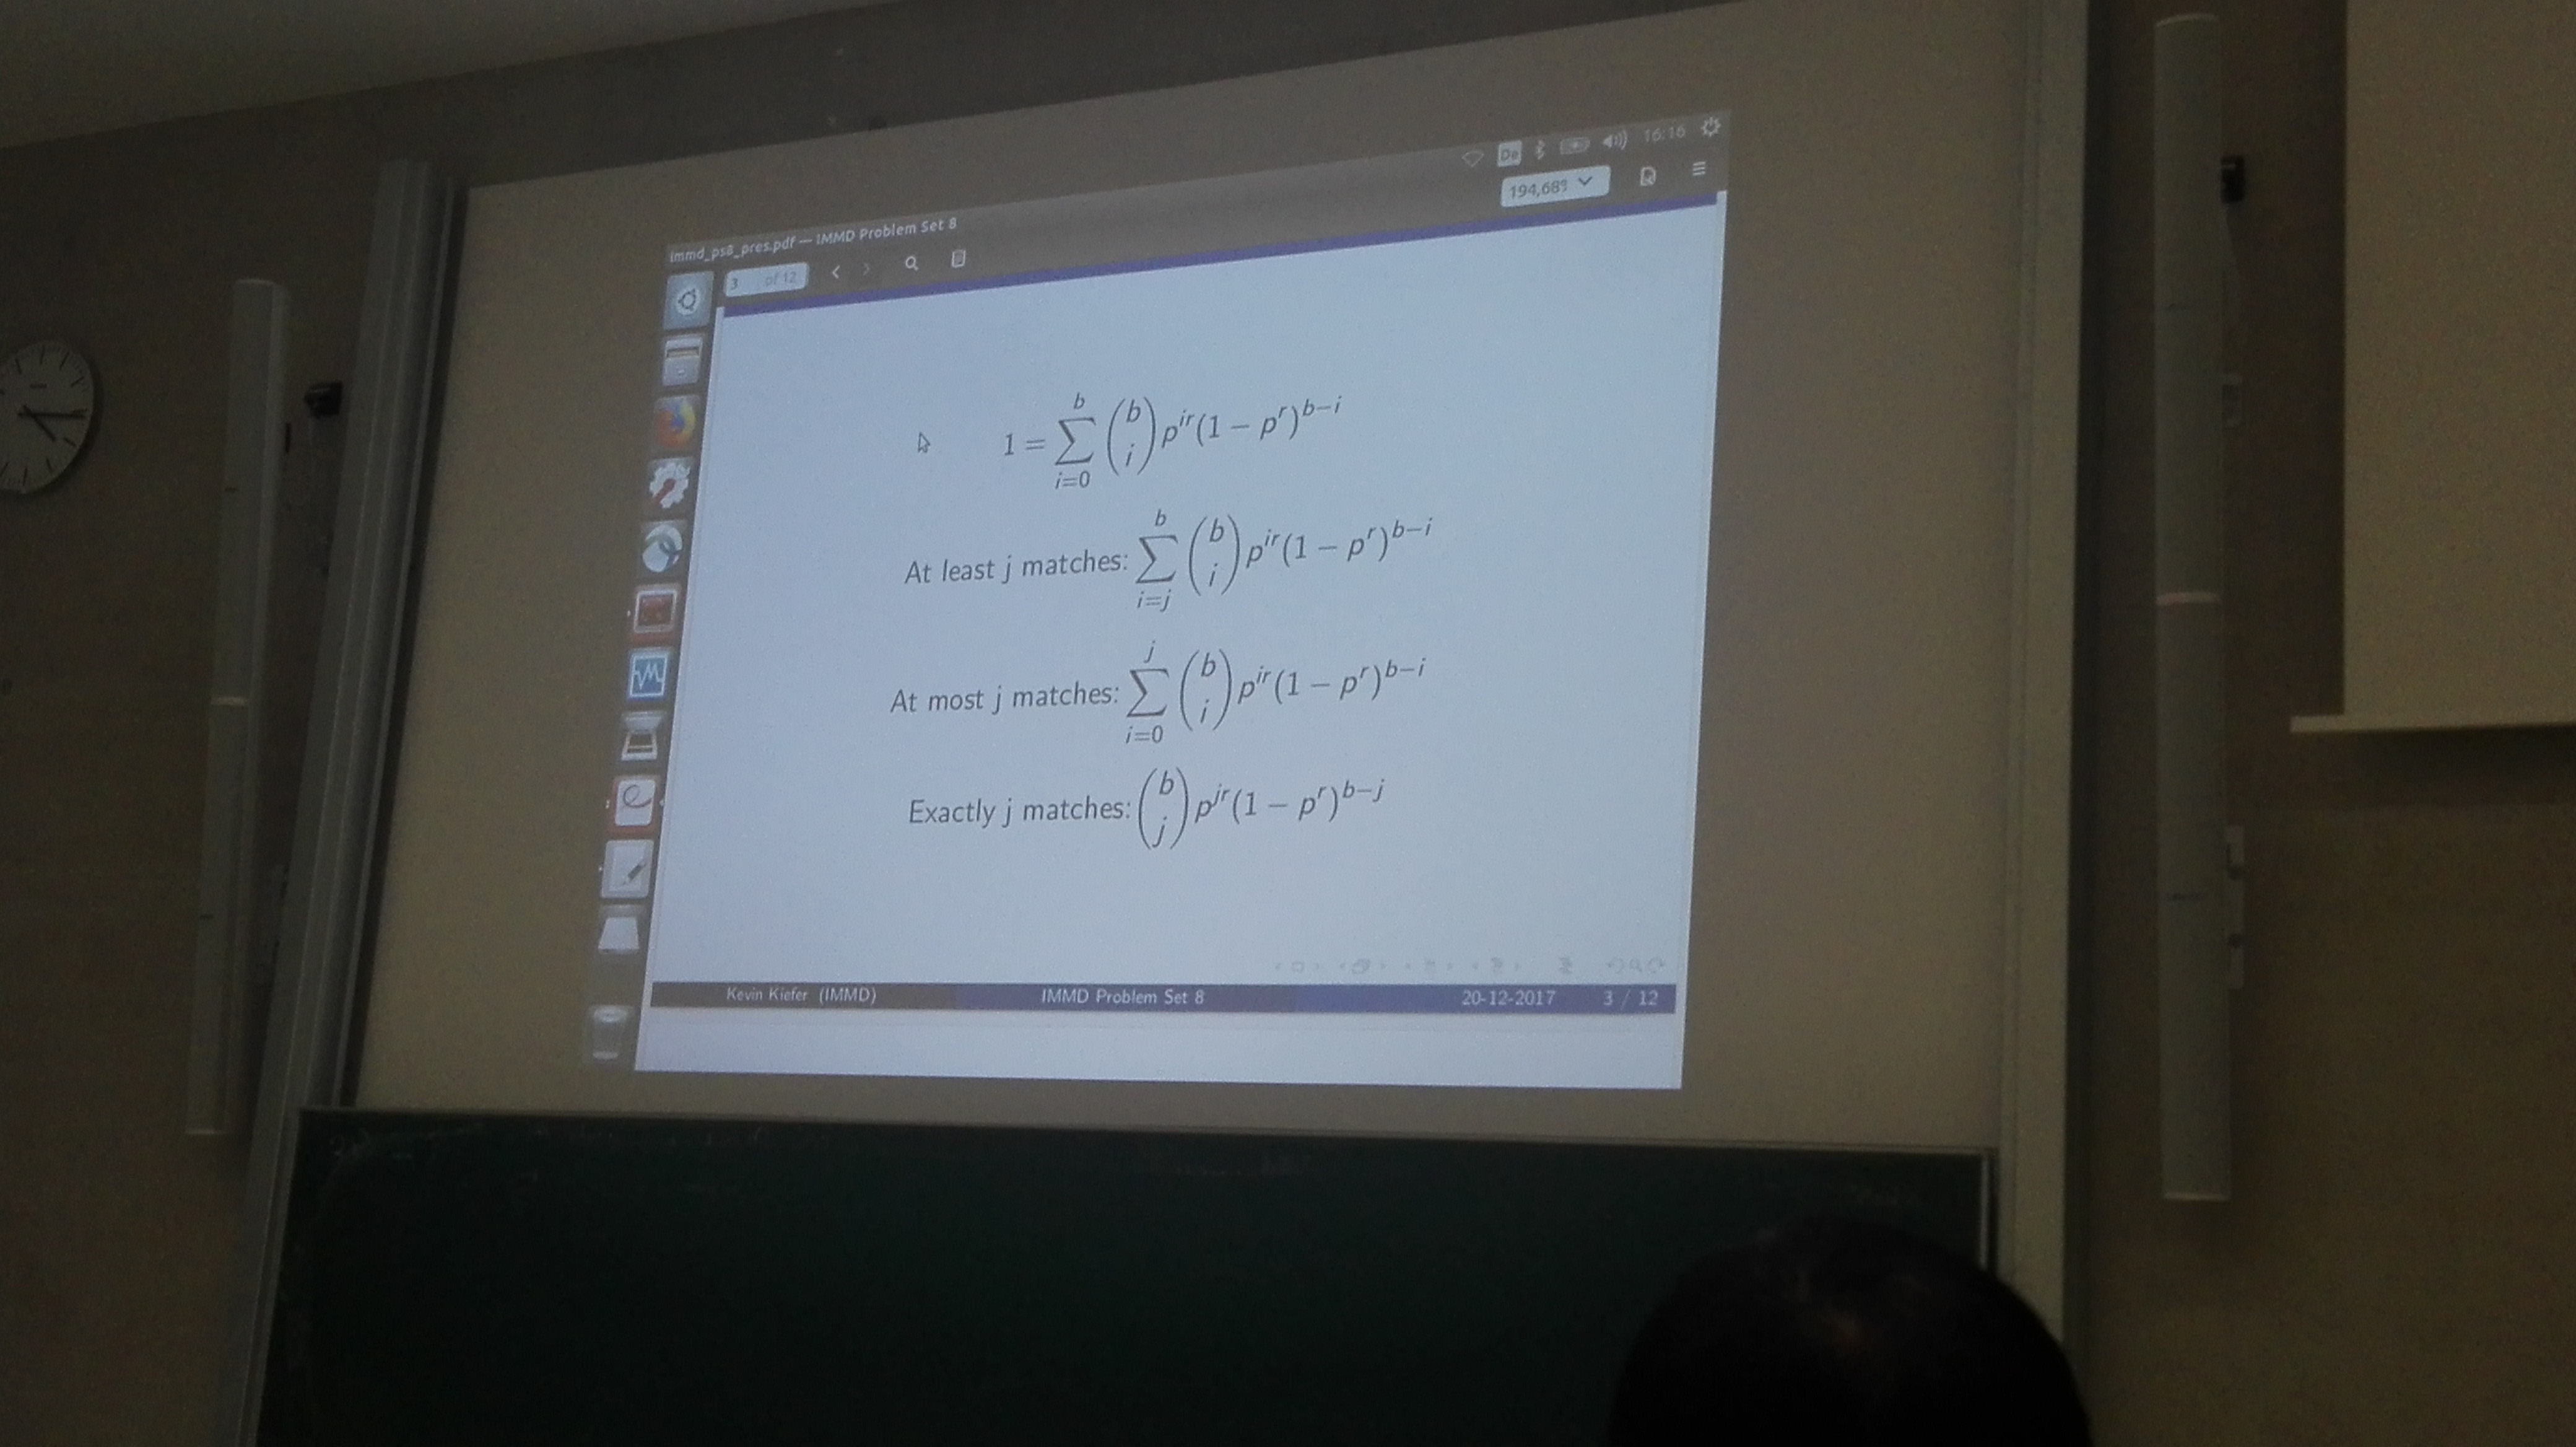 De 16:16
194,689
immd_ps8_pres.pdf — IMMD Problem Set 8
3 of 12
1 = \sum_{i=0}^{b} \binom{b}{i} p^{ir}(1 − p^r)^{b−i}
At least j matches: \sum_{i=j}^{b} \binom{b}{i} p^{ir}(1 − p^r)^{b−i}
At most j matches: \sum_{i=0}^{j} \binom{b}{i} p^{ir}(1 − p^r)^{b−i}
Exactly j matches: \binom{b}{j} p^{jr}(1 − p^r)^{b−j}
Kevin Kiefer (IMMD) IMMD Problem Set 8 20-12-2017 3 / 12